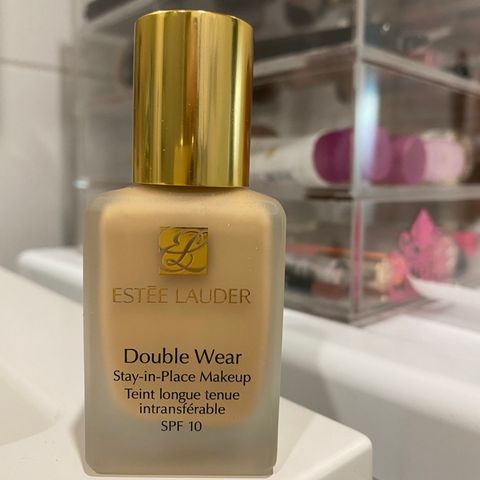 EL
ESTĒE LAUDER
Double Wear
Stay-in-Place Makeup
Teint longue tenue
intransférable
SPF 10